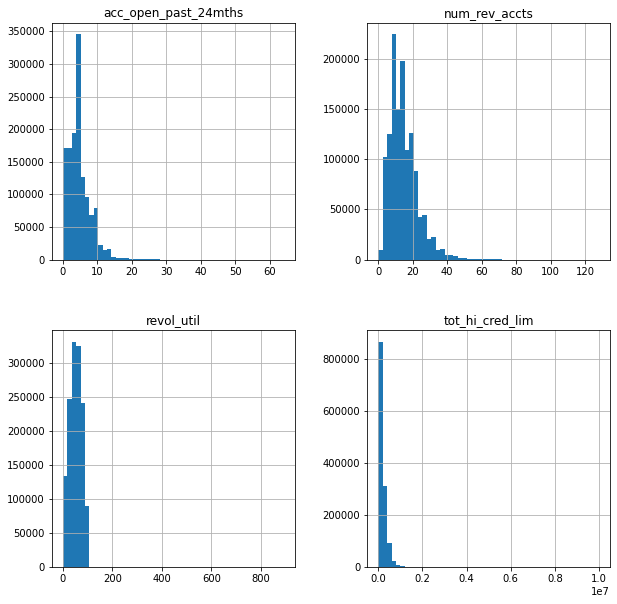 acc_open_past_24mths
350000
300000
250000
200000
150000
100000
50000
0
0 10 20 30 40 50 60
num_rev_accts
200000
150000
100000
50000
0
0 20 40 60 80 100 120
revol_util
300000
250000
200000
150000
100000
50000
0
0 200 400 600 800
tot_hi_cred_lim
800000
600000
400000
200000
0
0.0 0.2 0.4 0.6 0.8 1.0
1e7